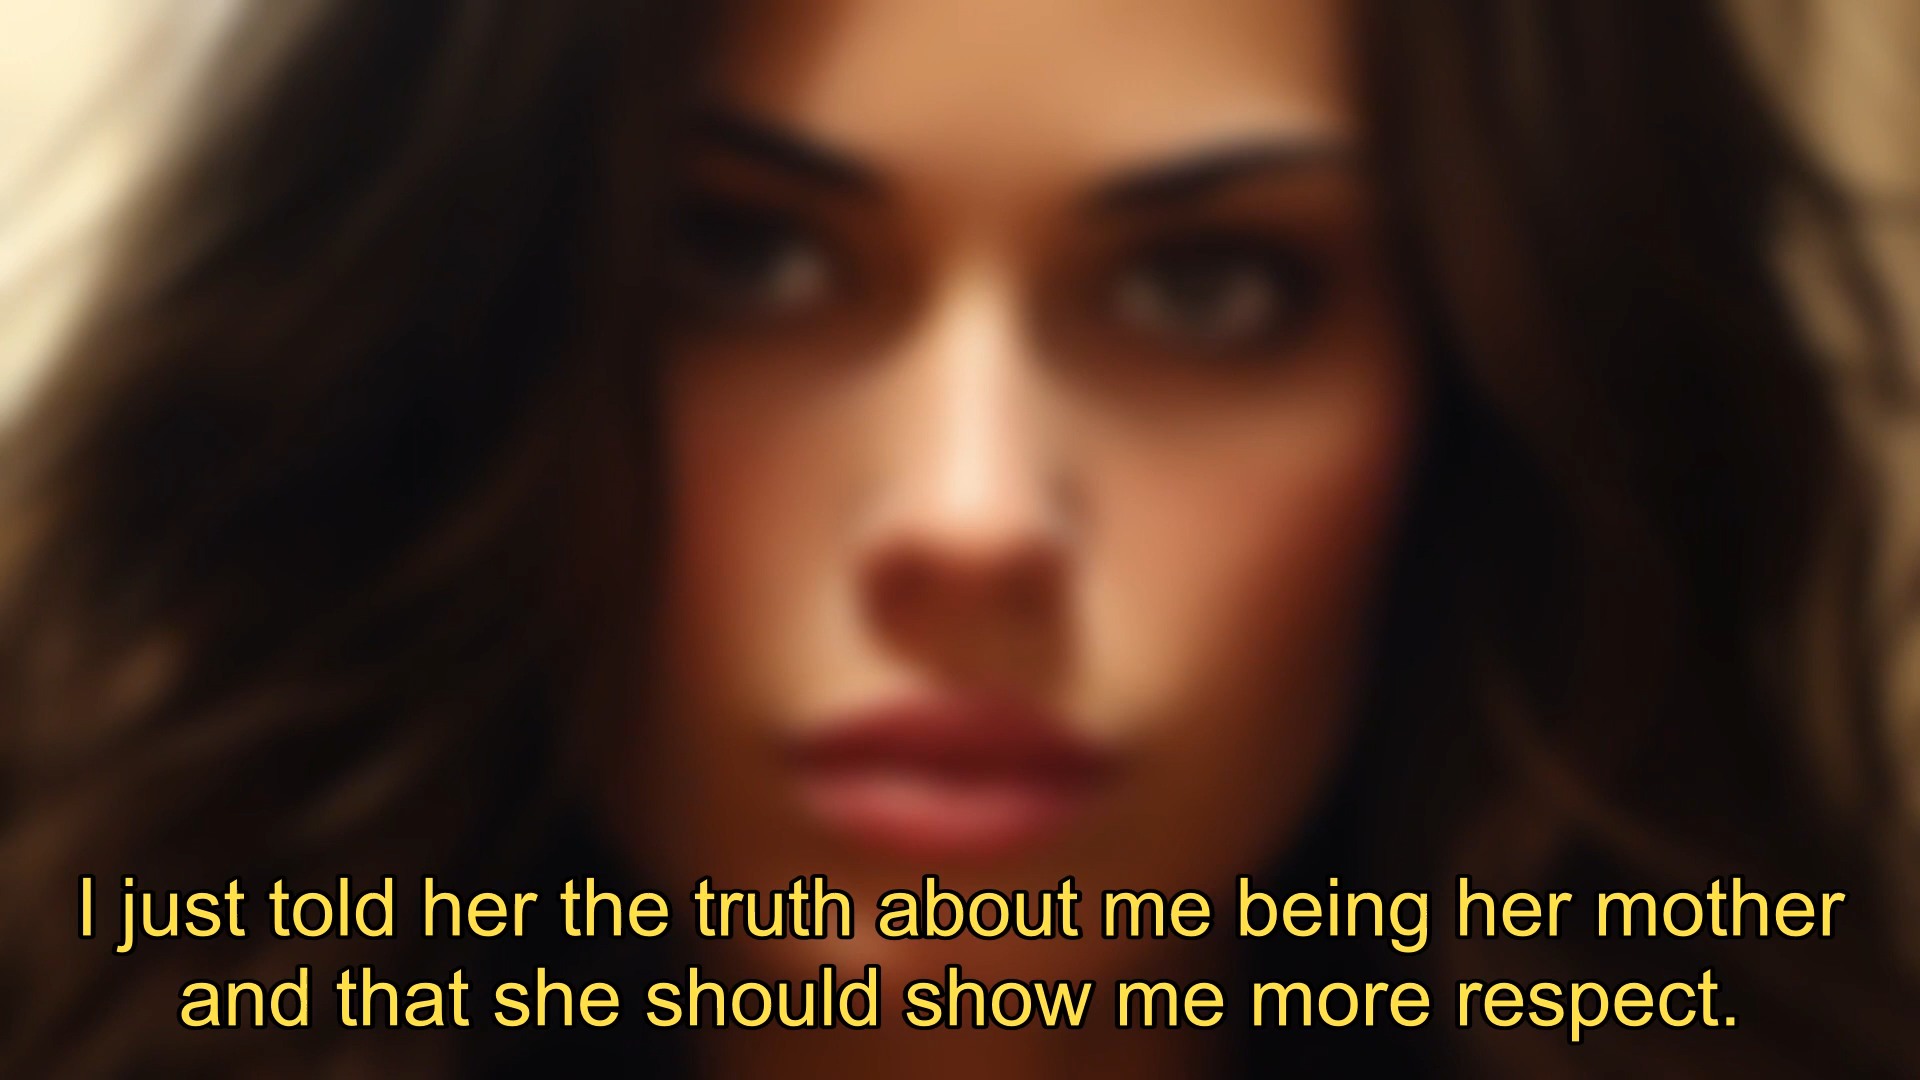 I just told her the truth about me being her mother
and that she should show me more respect.